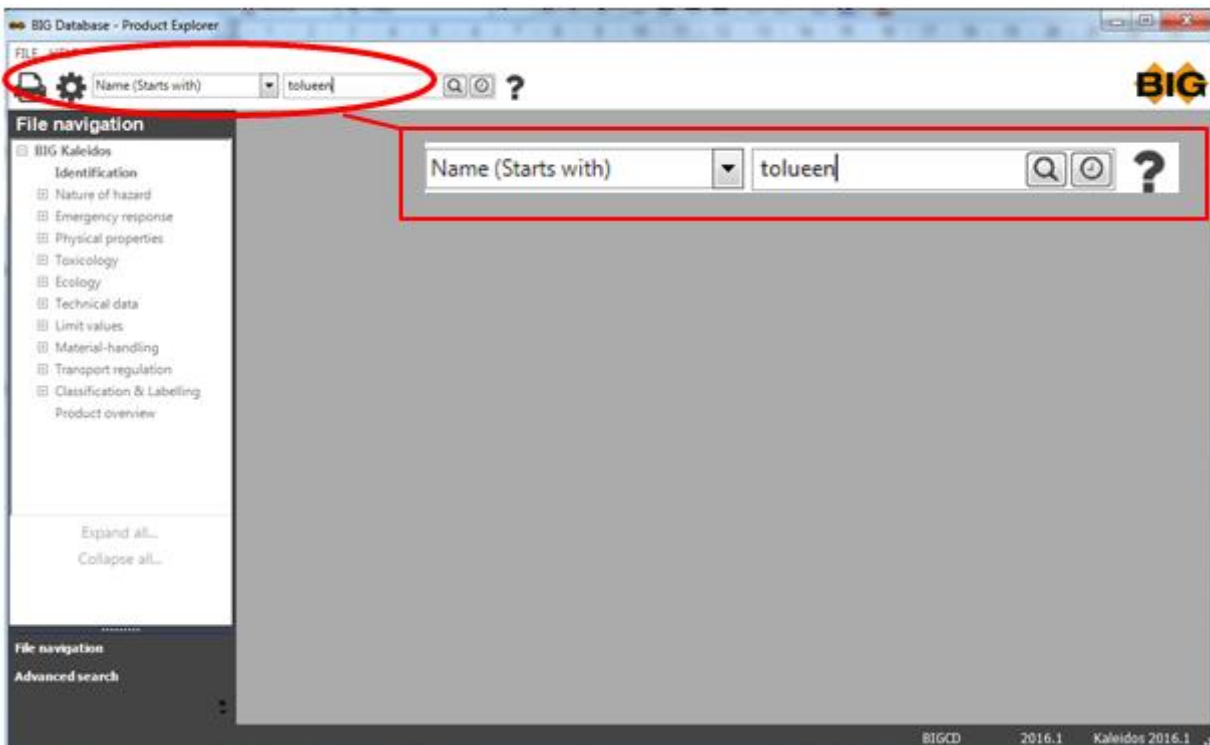 BIG Database - Product Explorer
FILE
Name (Starts with) tolueen ?
BIG
File navigation
BIG Kaleidos
Identification
Nature of hazard
Emergency response
Physical properties
Toxicology
Ecology
Technical data
Limit values
Material-handling
Transport regulation
Classification & Labelling
Product overview
Name (Starts with) tolueen ?
Expand all...
Collapse all...
File navigation
Advanced search
BIGCD 2016.1 Kaleidos 2016.1